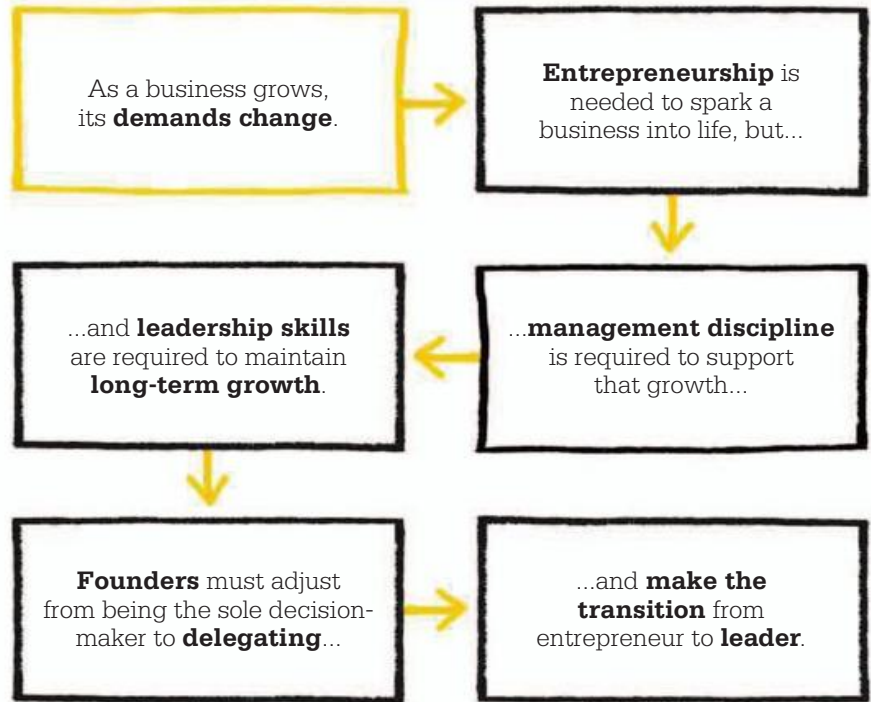 As a business grows,
its demands change.
Entrepreneurship is
needed to spark a
business into life, but...
...management discipline
is required to support
that growth...
...and leadership skills
are required to maintain
long-term growth.
Founders must adjust
from being the sole decision-
maker to delegating...
...and make the
transition from
entrepreneur to leader.